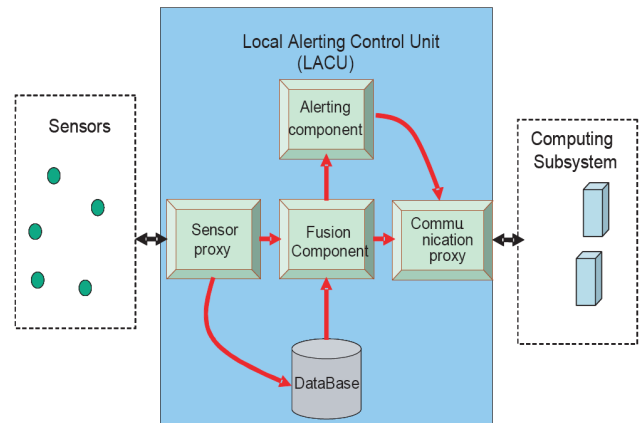 Local Alerting Control Unit
(LACU)
Sensors
Alerting
component
Computing
Subsystem
Sensor
proxy
Fusion
Component
Commu
nication
proxy
DataBase